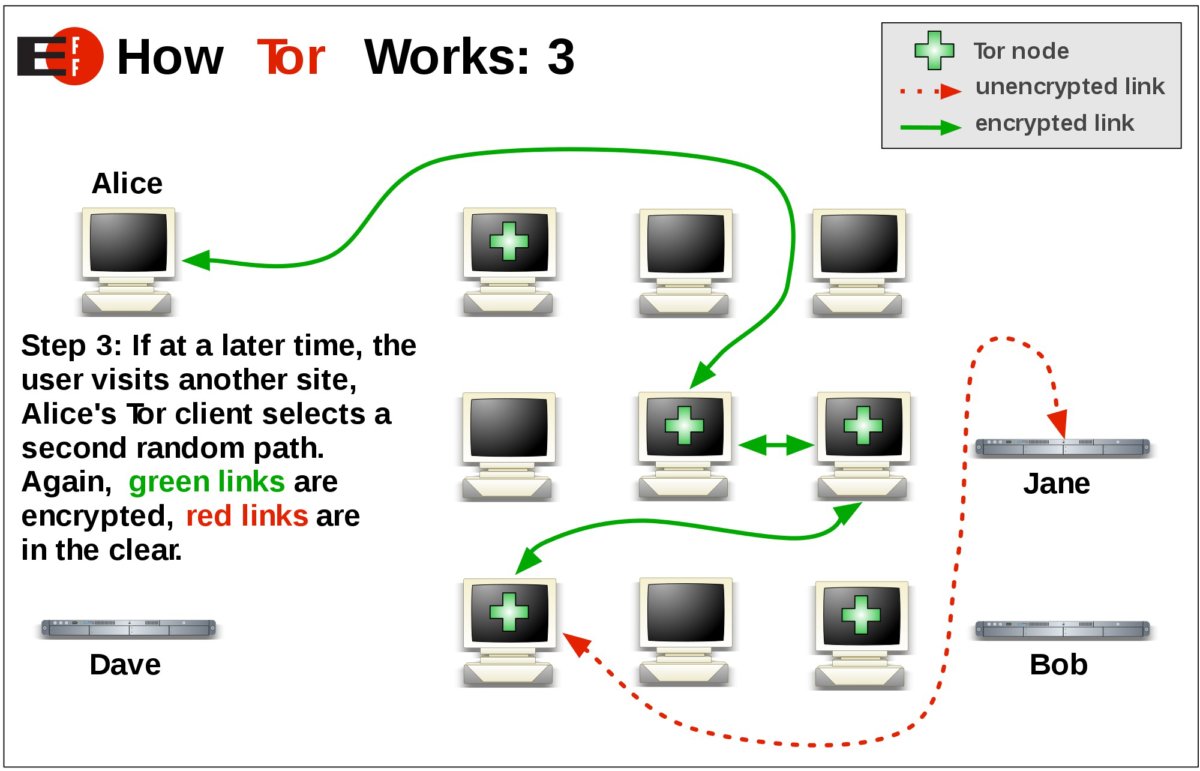 EFF How Tor Works: 3
Tor node
unencrypted link
encrypted link
Alice
Step 3: If at a later time, the
user visits another site,
Alice's Tor client selects a
second random path.
Again, green links are
encrypted, red links are
in the clear.
Jane
Dave
Bob